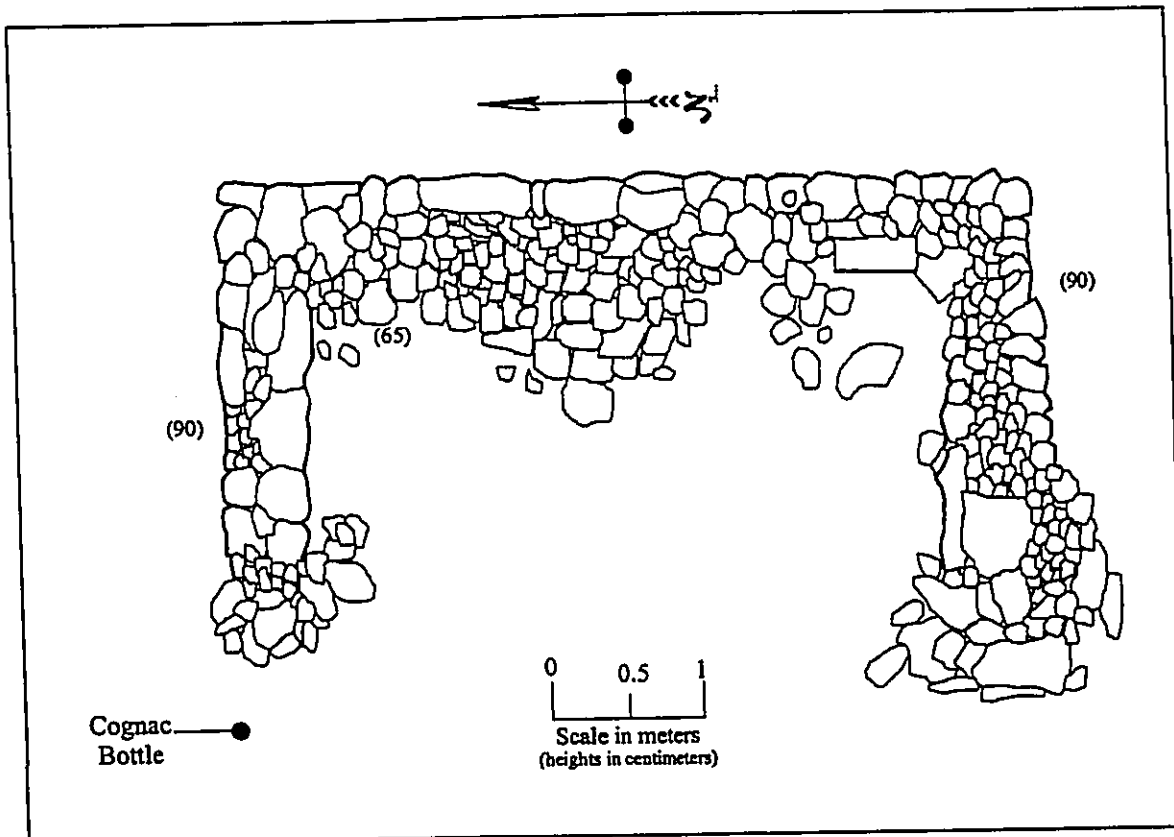 N
(90)
(65)
(90)
0 0.5 1
Scale in meters
(heights in centimeters)
Cognac
Bottle